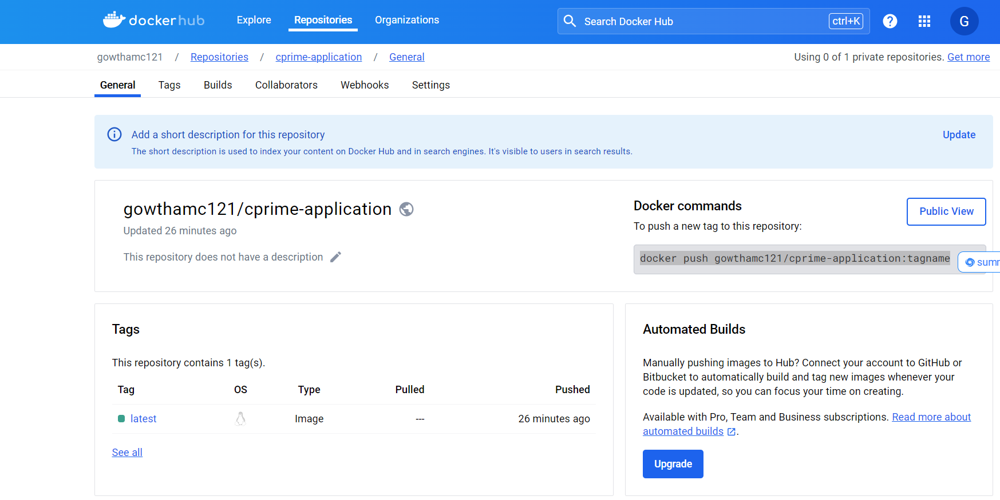 dockerhub Explore Repositories Organizations Search Docker Hub ctrl+K ? G
gowthamc121 / Repositories / cprime-application / General Using 0 of 1 private repositories. Get more
General Tags Builds Collaborators Webhooks Settings
Add a short description for this repository Update
The short description is used to index your content on Docker Hub and in search engines. It's visible to users in search results.
gowthamc121/cprime-application
Updated 26 minutes ago
This repository does not have a description
Docker commands Public View
To push a new tag to this repository:
docker push gowthamc121/cprime-application:tagname
Tags
This repository contains 1 tag(s).
Tag OS Type Pulled Pushed
latest Image --- 26 minutes ago
See all
Automated Builds
Manually pushing images to Hub? Connect your account to GitHub or
Bitbucket to automatically build and tag new images whenever your
code is updated, so you can focus your time on creating.
Available with Pro, Team and Business subscriptions. Read more about
automated builds .
Upgrade